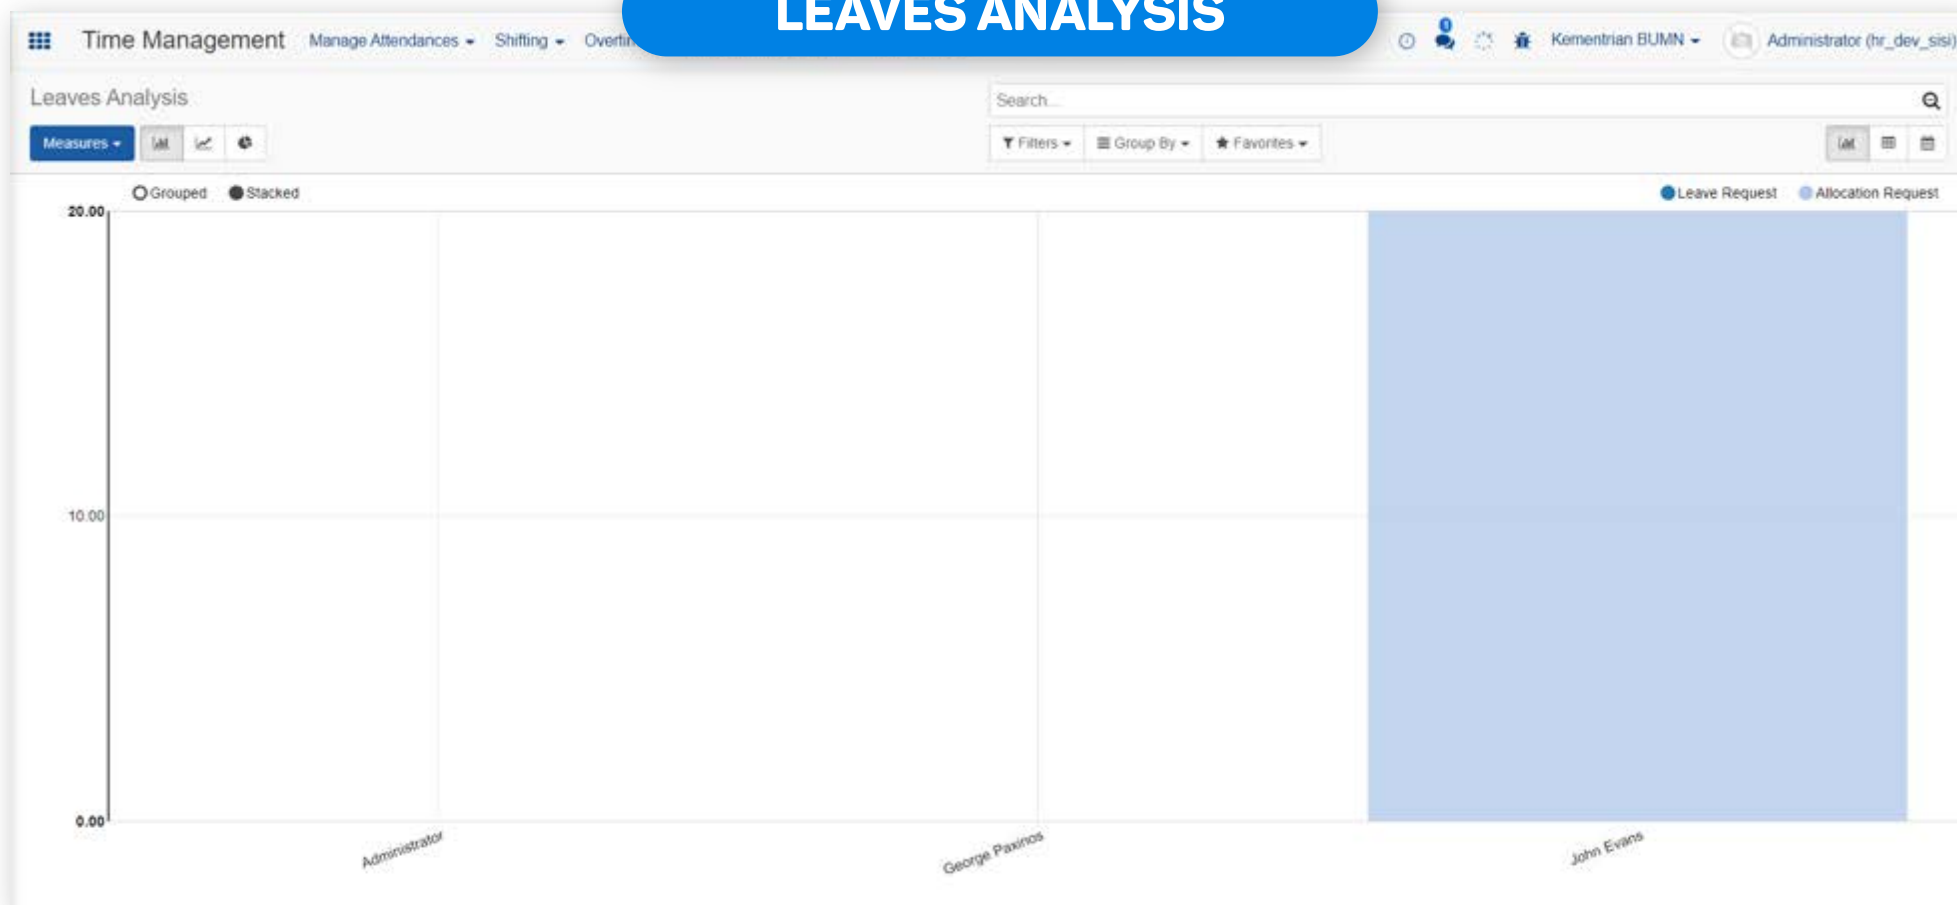 LEAVES ANALYSIS
Time Management Manage Attendances Shifting 0 Kementrian BUMN Administrator (hr_dev_sisi)
Leaves Analysis Search...
Measures Filters Group By Favorites
Grouped Stacked Leave Request Allocation Request
20.00
10.00
0.00
Administrator George Paxinos John Evans